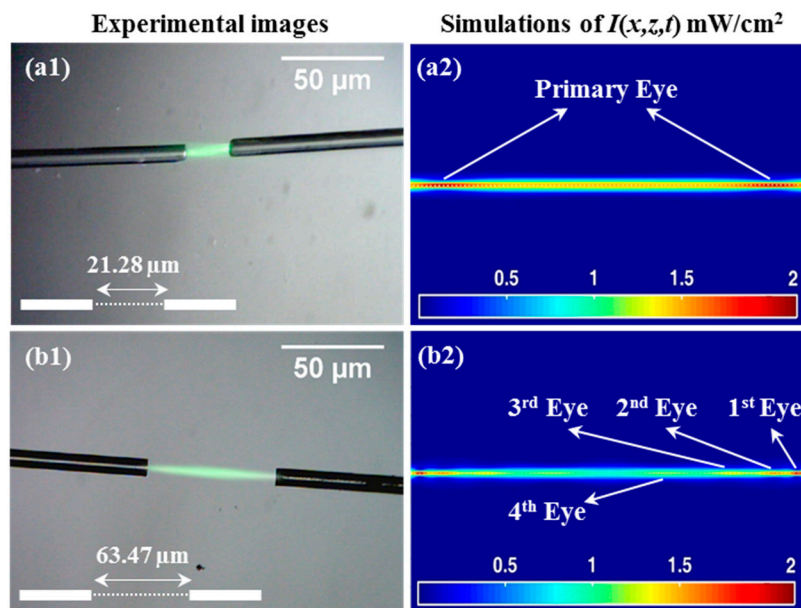 Experimental images
Simulations of I(x,z,t) mW/cm²
(a1)
50 μm
21.28 μm
(a2)
Primary Eye
0.5 1 1.5 2
(b1)
50 μm
63.47 μm
(b2)
3rd Eye 2nd Eye 1st Eye
4th Eye
0.5 1 1.5 2